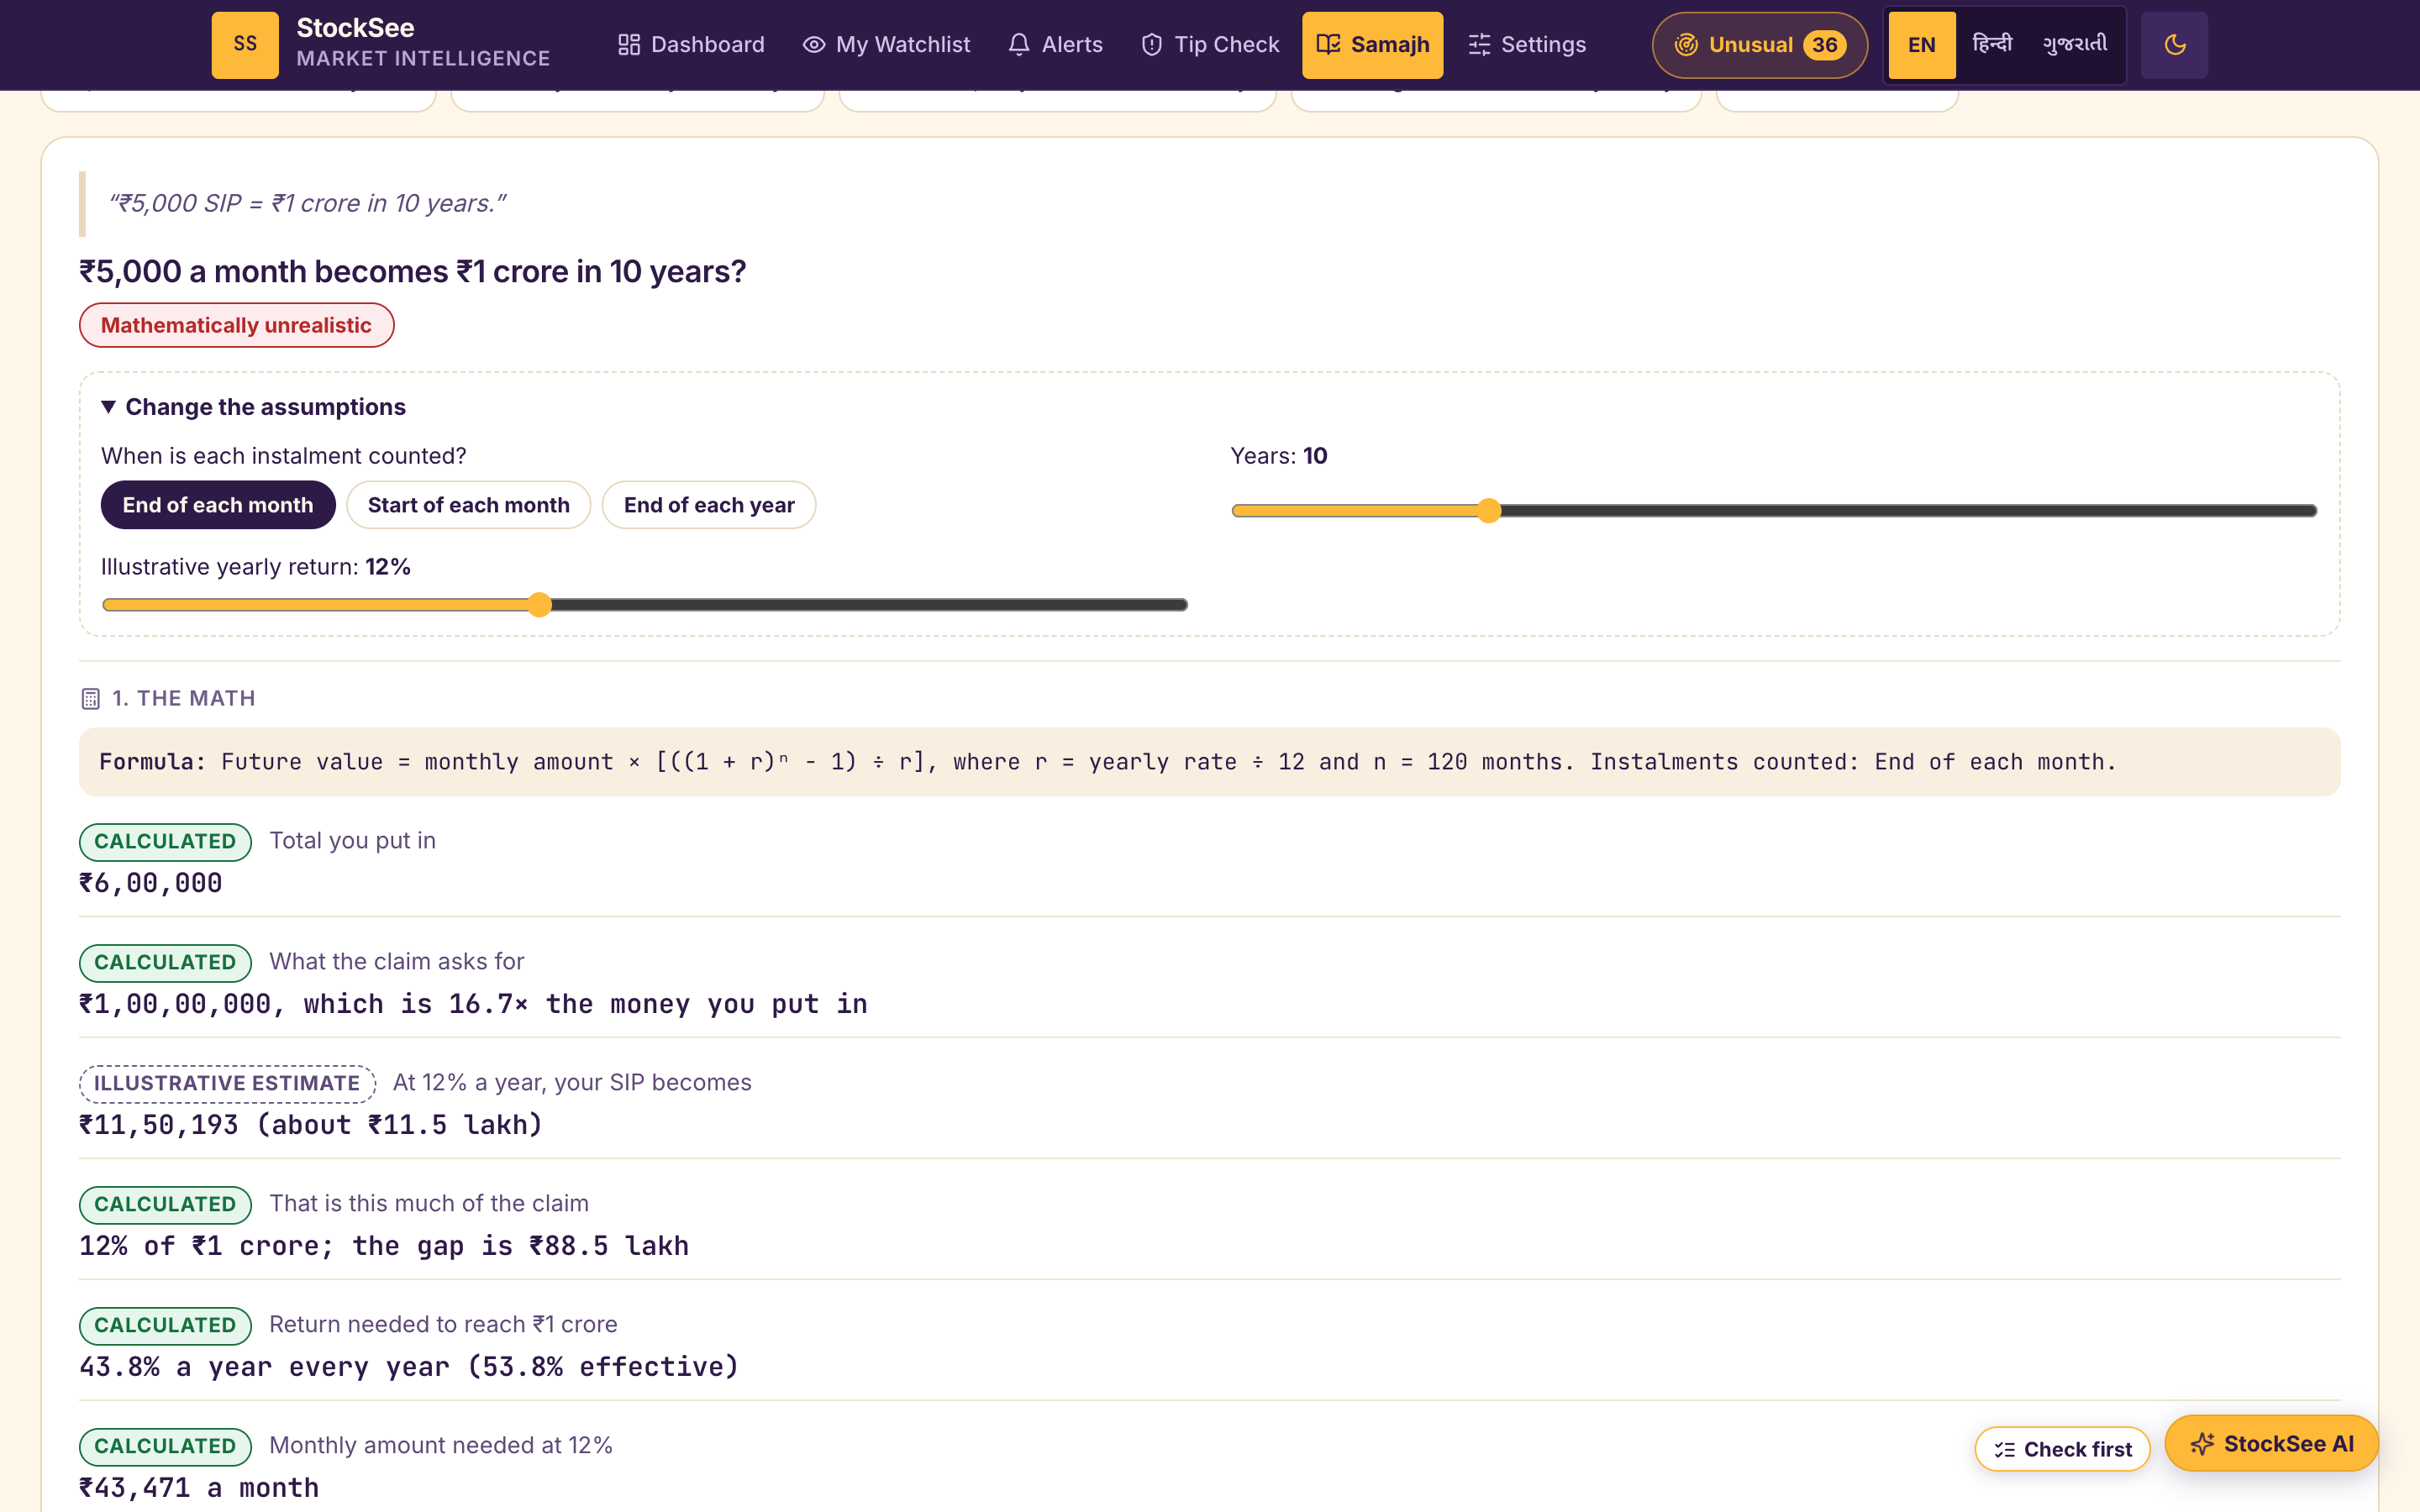 SS
StockSee
MARKET INTELLIGENCE
Dashboard
My Watchlist
Alerts
Tip Check
Samajh
Settings
Unusual 36
EN
हिन्दी
ગુજરાતી
“₹5,000 SIP = ₹1 crore in 10 years.”
₹5,000 a month becomes ₹1 crore in 10 years?
Mathematically unrealistic
▼ Change the assumptions
When is each instalment counted?
End of each month
Start of each month
End of each year
Years: 10
Illustrative yearly return: 12%
1. THE MATH
Formula: Future value = monthly amount × [((1 + r)ⁿ - 1) ÷ r], where r = yearly rate ÷ 12 and n = 120 months. Instalments counted: End of each month.
CALCULATED Total you put in
₹6,00,000
CALCULATED What the claim asks for
₹1,00,00,000, which is 16.7× the money you put in
ILLUSTRATIVE ESTIMATE At 12% a year, your SIP becomes
₹11,50,193 (about ₹11.5 lakh)
CALCULATED That is this much of the claim
12% of ₹1 crore; the gap is ₹88.5 lakh
CALCULATED Return needed to reach ₹1 crore
43.8% a year every year (53.8% effective)
CALCULATED Monthly amount needed at 12%
₹43,471 a month
Check first
StockSee AI